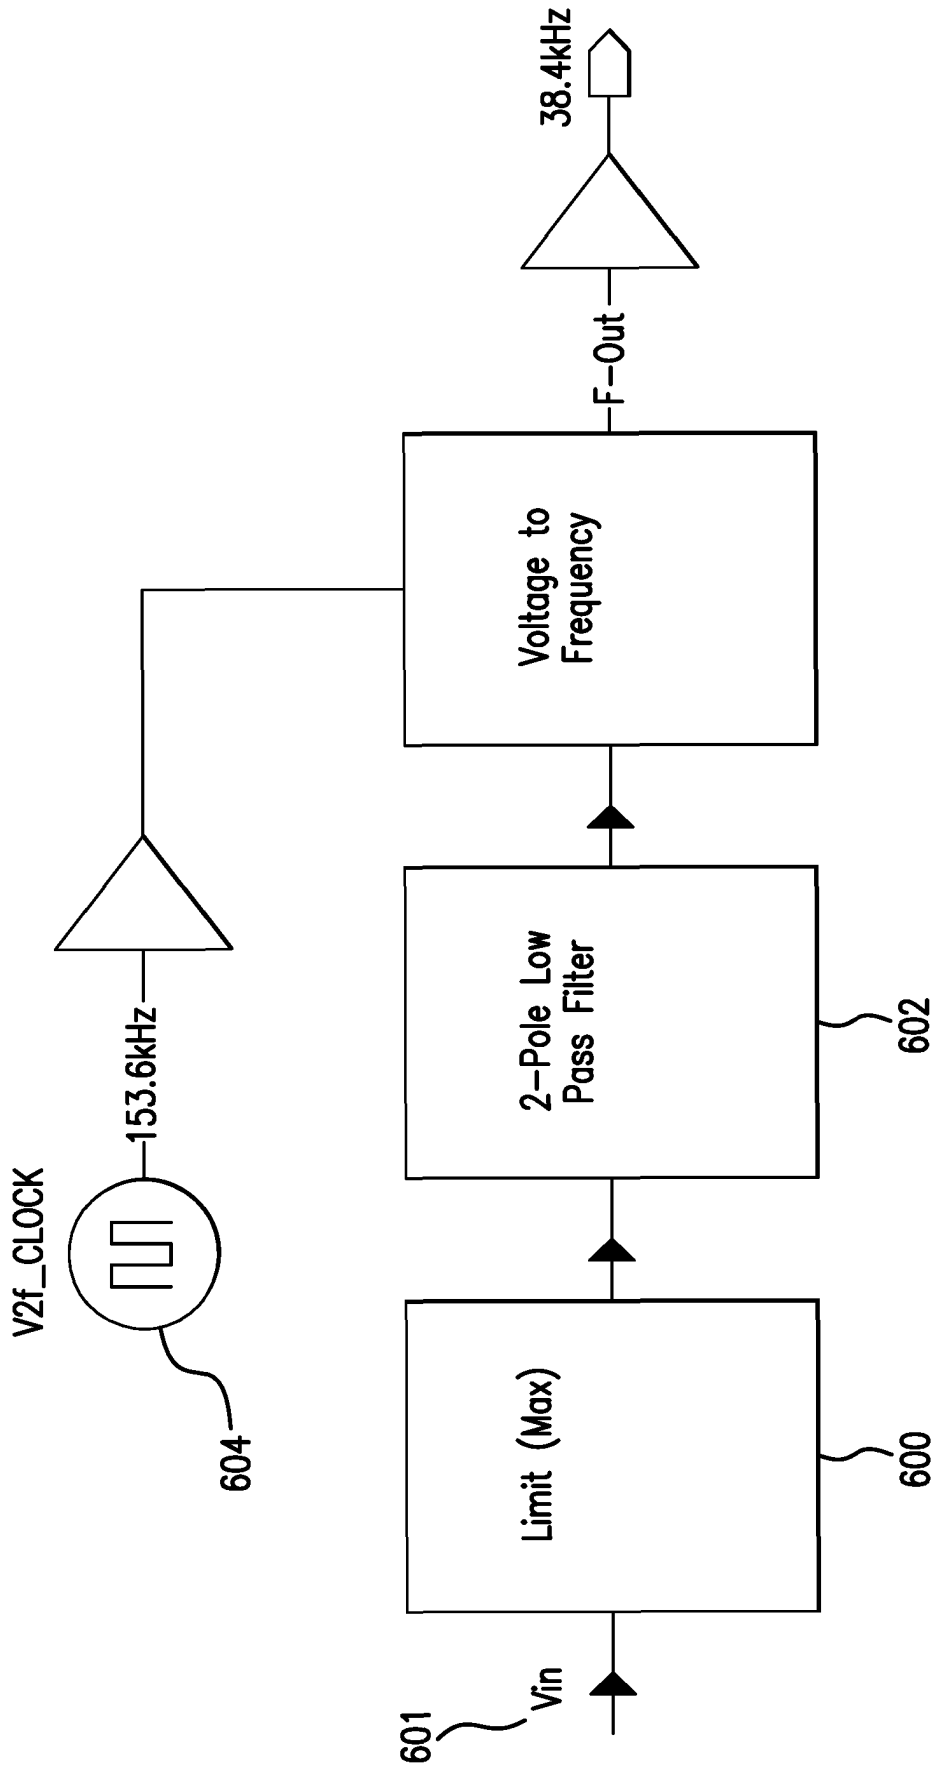 V2f_CLOCK
153.6kHz
604
38.4kHz
601
Vin
Limit (Max)
2-Pole Low
Pass Filter
Voltage to
Frequency
F-Out
600
602